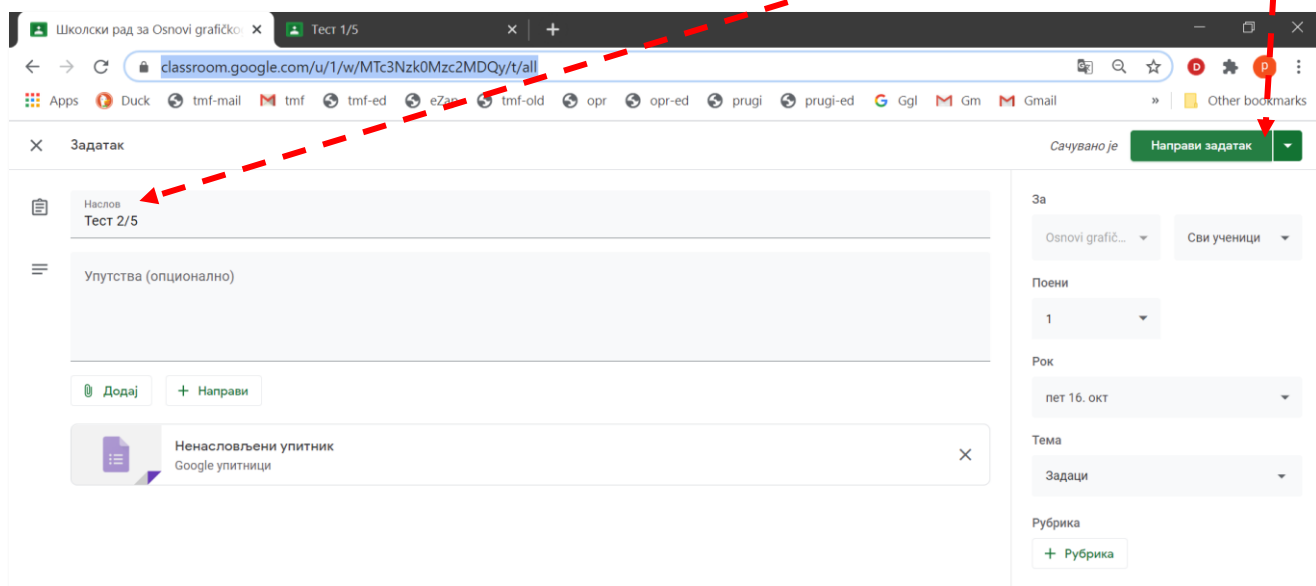 Школски рад за Osnovi grafičko
Тест 1/5
classroom.google.com/u/1/w/MTc3Nzk0Mzc2MDQy/t/all
Apps Duck tmf-mail tmf tmf-ed tmf-old opr opr-ed prugi prugi-ed Ggl Gm Gmail » Other bookmarks
Задатак Сачувано је Направи задатак
Наслов
Тест 2/5
Упутства (опционално)
Додај + Направи
Ненасловљени упитник
Google упитници
За
Osnovi grafič... Сви ученици
Поени
1
Рок
пет 16. окт
Тема
Задаци
Рубрика
+ Рубрика